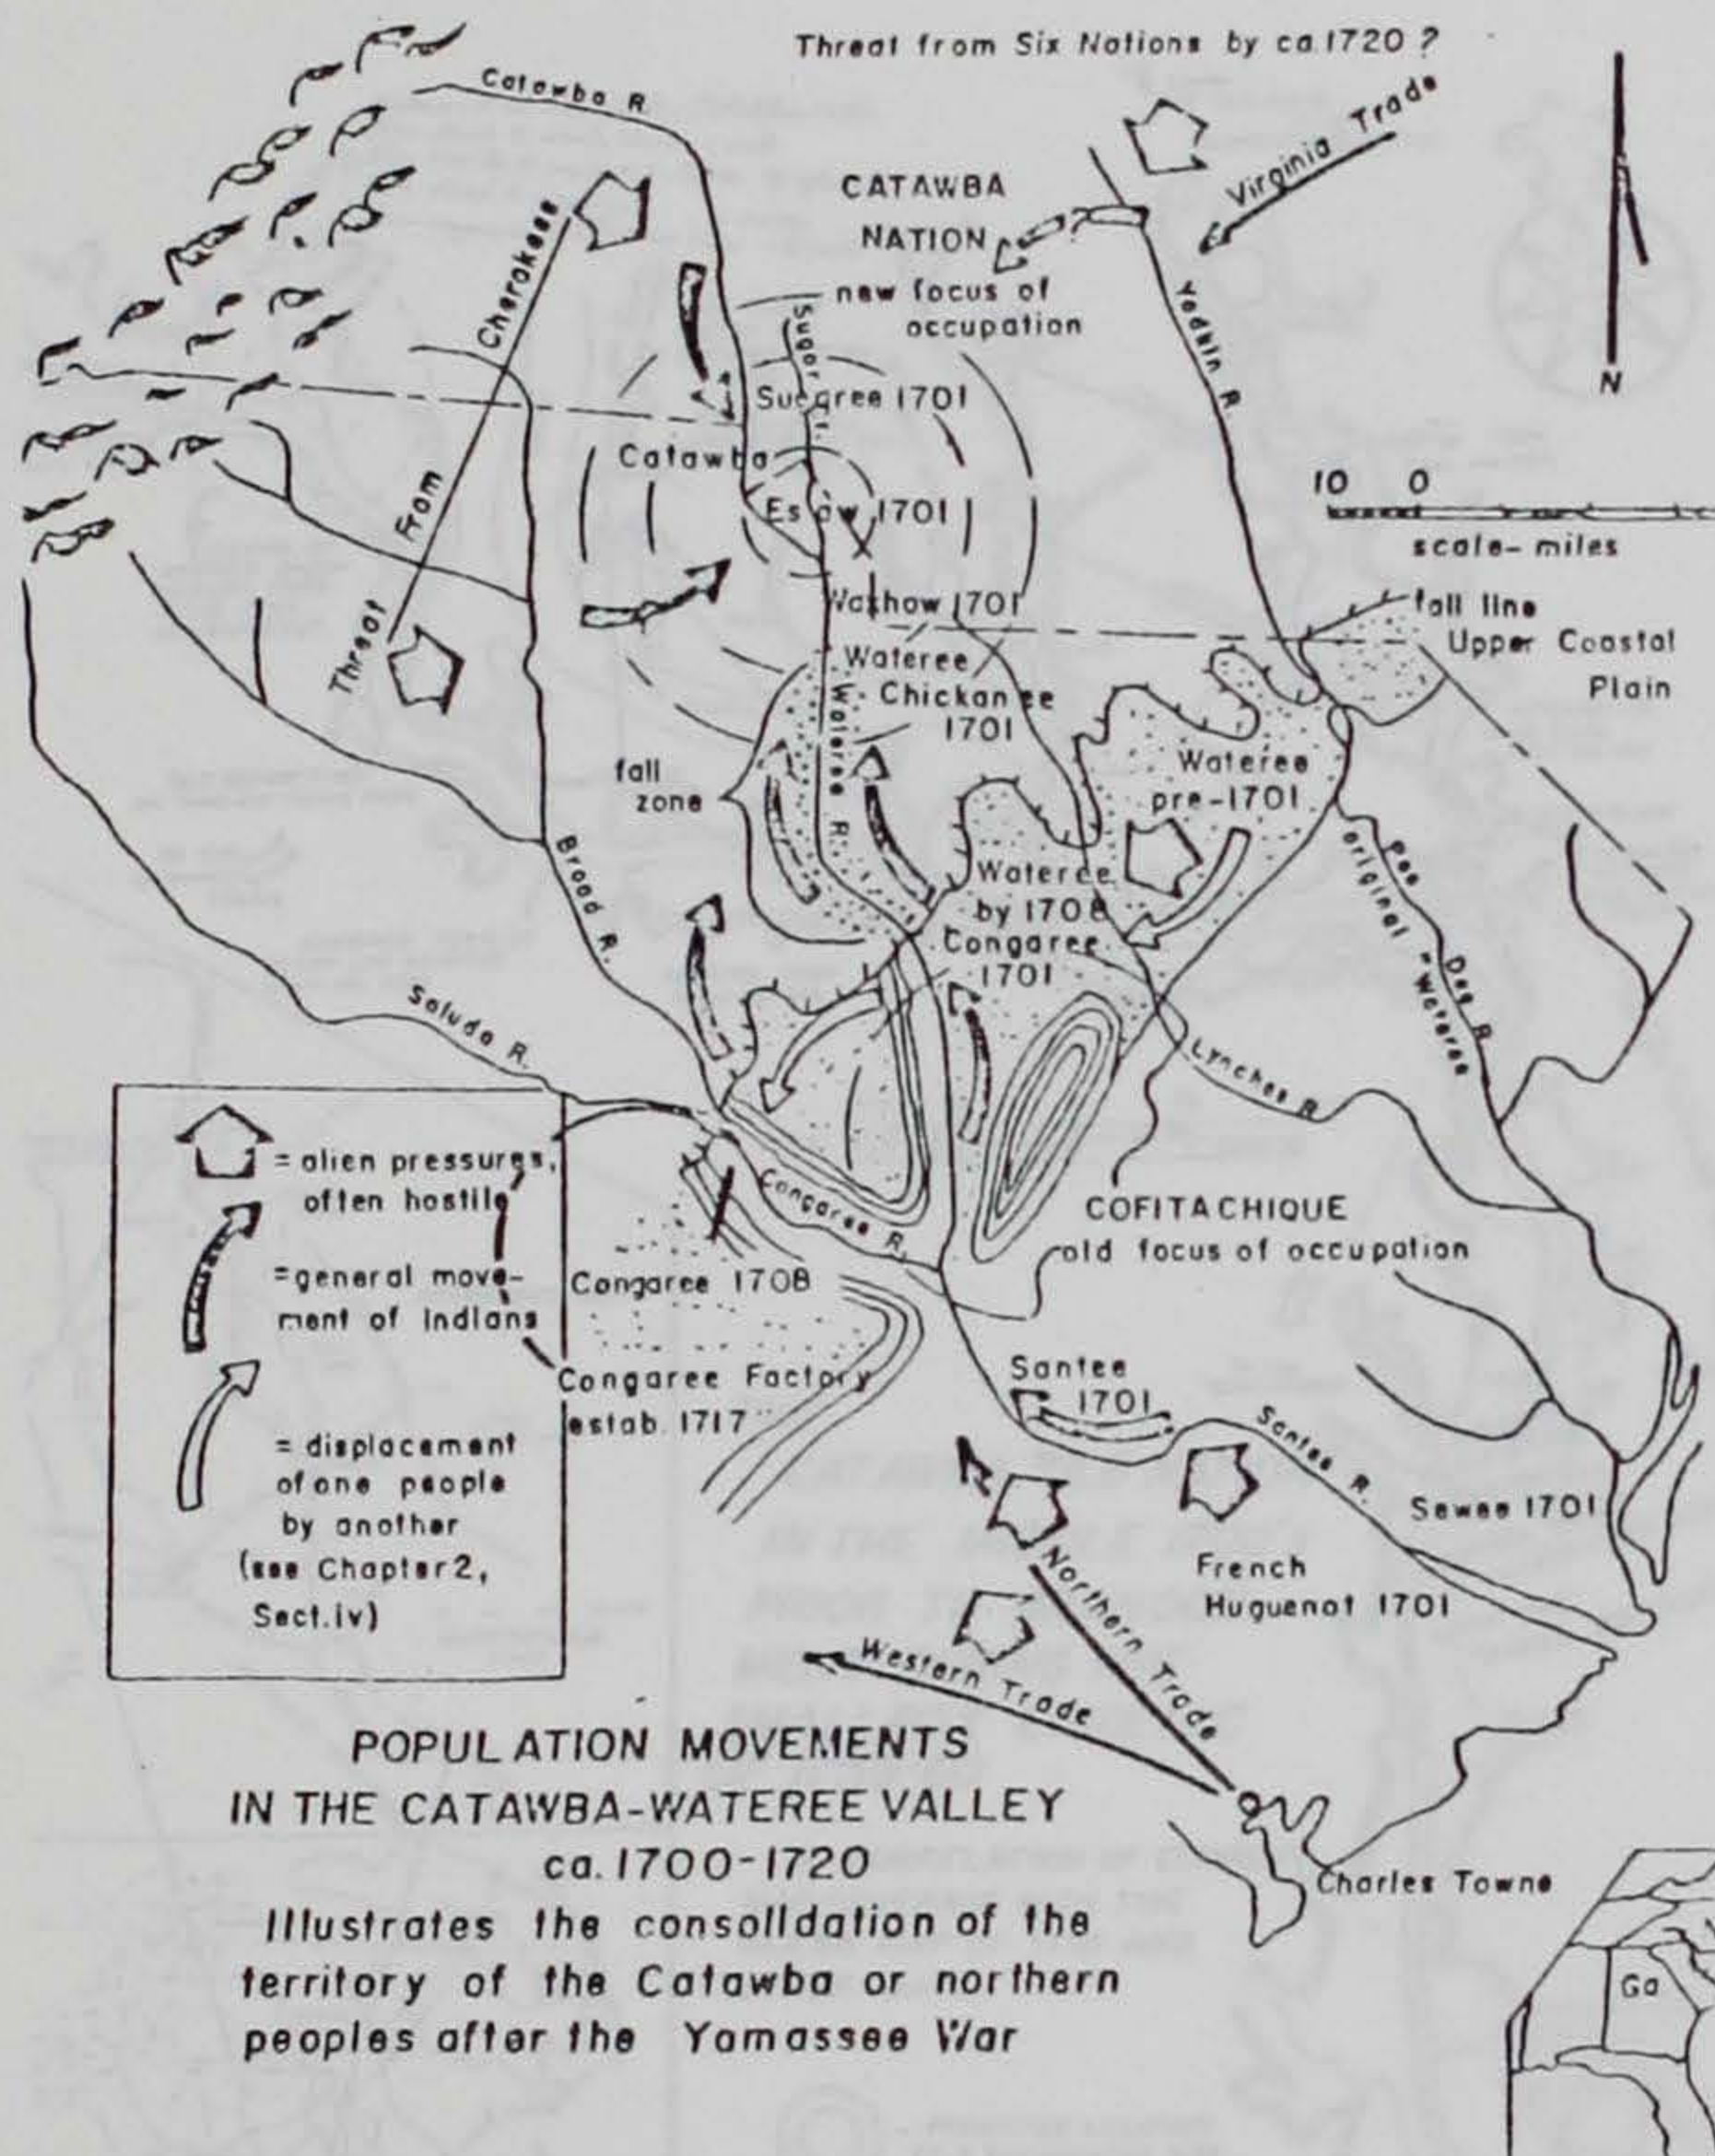 Threat from Six Nations by ca 1720 ?
Catawba R.
Virginia Trade
CATAWBA
NATION
new focus of
occupation
Threat From Cherokees
Sugar Cr.
Yadkin R.
N
Sugaree 1701
Catawba
Esaw 1701
10 0
scale-miles
Waxhaw 1701
fall line
Upper Coastal
Plain
Wateree
Chickanee
1701
Wateree R.
fall
zone
Wateree
pre-1701
Broad R.
Wateree
by 1708
Congaree
1701
Pee Dee R.
original "Wateree
Saluda R.
Lynches R.
= alien pressures,
often hostile
=general move-
ment of Indians
= displacement
of one people
by another
(see Chapter 2,
Sect.iv)
Congaree R.
COFITACHIQUE
old focus of occupation
Congaree 1708
Congaree Factory
estab. 1717
Santee
1701
Santee R.
Sewee 1701
French
Huguenot 1701
Northern Trade
Western Trade
Charles Towne
POPULATION MOVEMENTS
IN THE CATAWBA-WATEREE VALLEY
ca. 1700-1720
Illustrates the consolidation of the
territory of the Catawba or northern
peoples after the Yamassee War
Ga